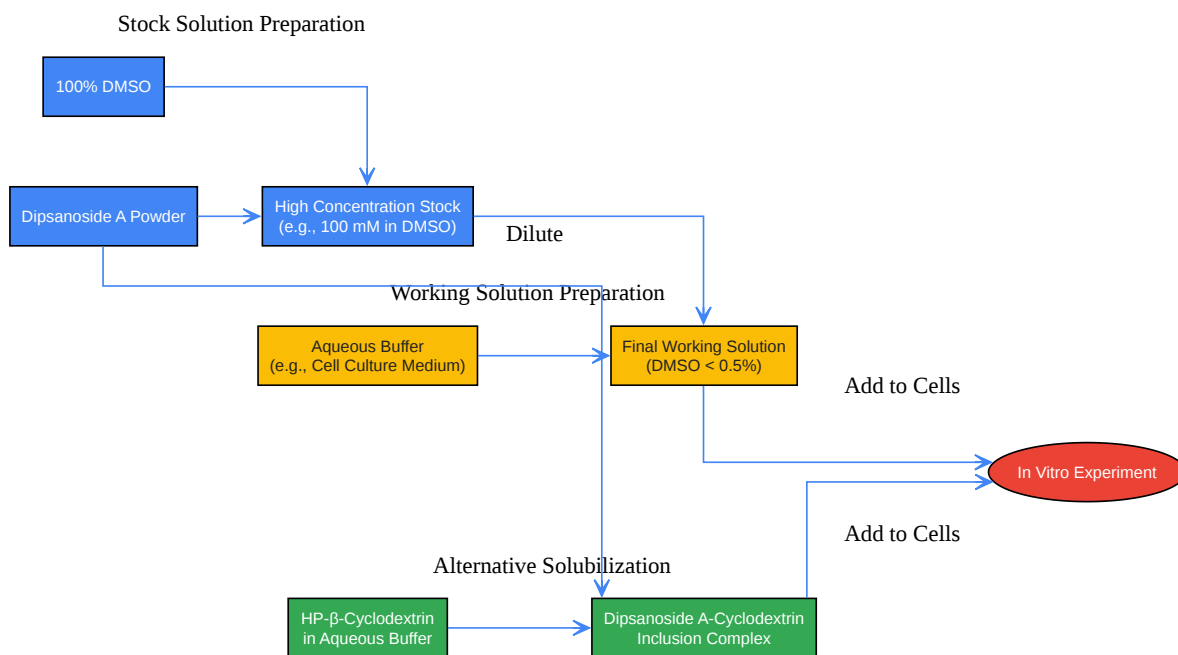 Stock Solution Preparation
100% DMSO
Dipsanoside A Powder
High Concentration Stock
(e.g., 100 mM in DMSO)
Dilute
Working Solution Preparation
Aqueous Buffer
(e.g., Cell Culture Medium)
Final Working Solution
(DMSO < 0.5%)
Add to Cells
In Vitro Experiment
Add to Cells
Alternative Solubilization
HP-β-Cyclodextrin
in Aqueous Buffer
Dipsanoside A-Cyclodextrin
Inclusion Complex